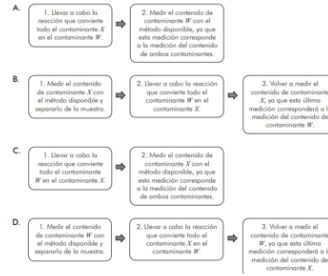 A.
1. Llevar a cabo la
reacción que convierte
todo el contaminante X
en el contaminante W.
2. Medir el contenido de
contaminante W con el
método disponible, ya que
esta medición corresponde
a la medición del contenido
de ambos contaminantes.
B.
1. Medir el contenido
de contaminante X con
el método disponible y
separarlo de la muestra.
2. Llevar a cabo la reacción
que convierte todo el
contaminante W en el
contaminante X.
3. Volver a medir el
contenido de contaminante
X, ya que esta última
medición corresponderá a la
medición del contenido de
contaminante W.
C.
1. Llevar a cabo la
reacción que convierte
todo el contaminante
W en el contaminante X.
2. Medir el contenido de
contaminante X con el
método disponible, ya que
esta medición corresponde
a la medición del contenido
de ambos contaminantes.
D.
1. Medir el contenido
de contaminante W con
el método disponible y
separarlo de la muestra.
2. Llevar a cabo la reacción
que convierte todo el
contaminante X en el
contaminante W.
3. Volver a medir el
contenido de contaminante
W, ya que esta última
medición corresponderá a la
medición del contenido de
contaminante X.